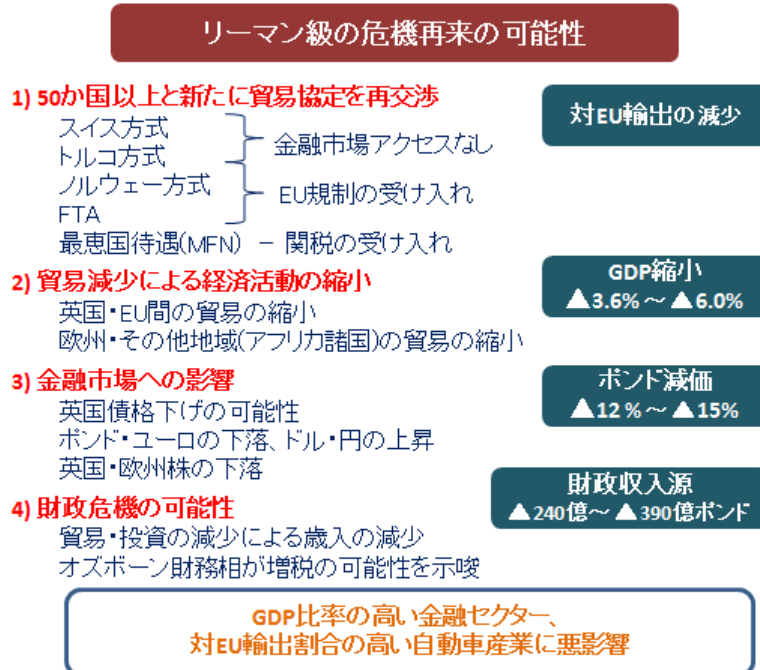 リーマン級の危機再来の可能性
1) 50か国以上と新たに貿易協定を再交渉
対EU輸出の減少
スイス方式
トルコ方式
金融市場アクセスなし
ノルウェー方式
FTA
EU規制の受け入れ
最恵国待遇(MFN) － 関税の受け入れ
2) 貿易減少による経済活動の縮小
GDP縮小
▲3.6%～▲6.0%
英国・EU間の貿易の縮小
欧州・その他地域(アフリカ諸国)の貿易の縮小
3) 金融市場への影響
ポンド減価
▲12％～▲15%
英国債格下げの可能性
ポンド・ユーロの下落、ドル・円の上昇
英国・欧州株の下落
財政収入源
▲240億～▲390億ポンド
4) 財政危機の可能性
貿易・投資の減少による歳入の減少
オズボーン財務相が増税の可能性を示唆
GDP比率の高い金融セクター、
対EU輸出割合の高い自動車産業に悪影響